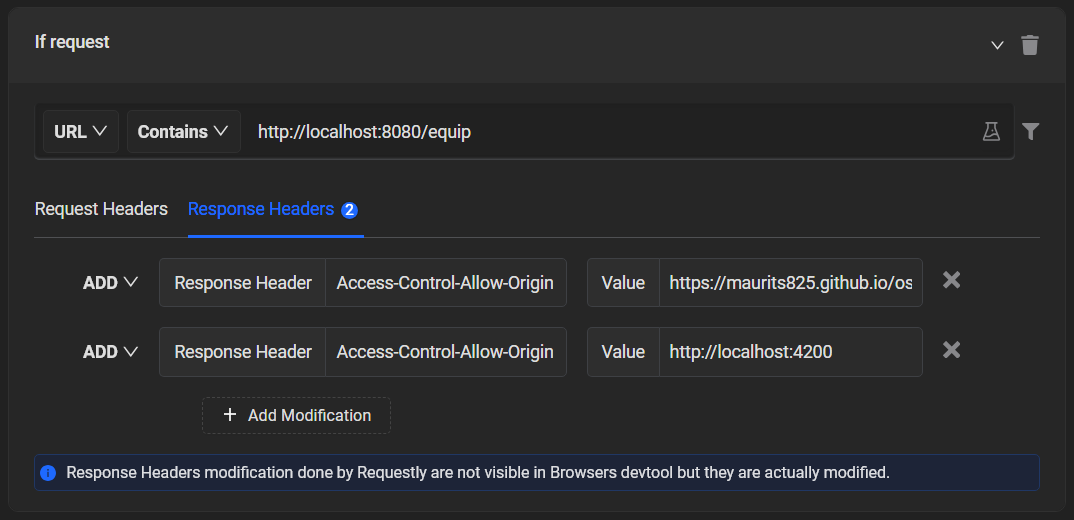 If request
URL Contains http://localhost:8080/equip
Request Headers Response Headers 2
ADD Response Header Access-Control-Allow-Origin Value https://maurits825.github.io/os
ADD Response Header Access-Control-Allow-Origin Value http://localhost:4200
+ Add Modification
Response Headers modification done by Requestly are not visible in Browsers devtool but they are actually modified.